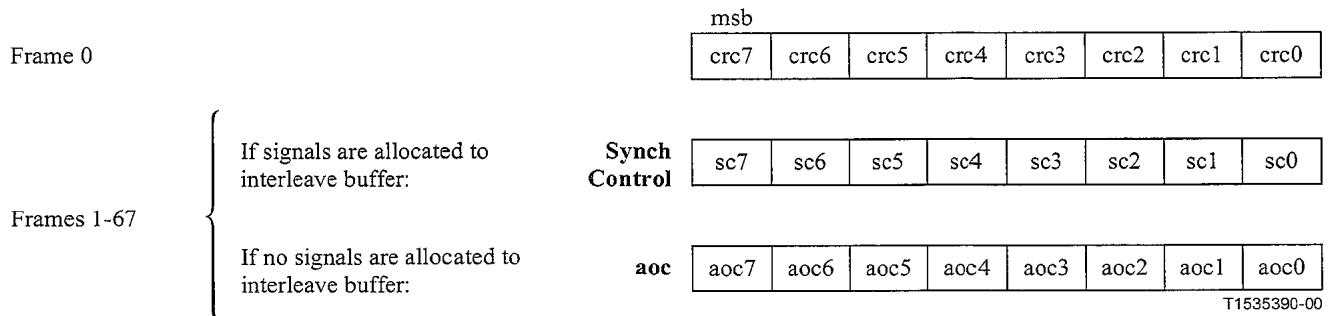 msb
Frame 0 crc7 crc6 crc5 crc4 crc3 crc2 crc1 crc0
If signals are allocated to interleave buffer: Synch Control sc7 sc6 sc5 sc4 sc3 sc2 sc1 sc0
Frames 1-67
If no signals are allocated to interleave buffer: aoc aoc7 aoc6 aoc5 aoc4 aoc3 aoc2 aoc1 aoc0
T1535390-00